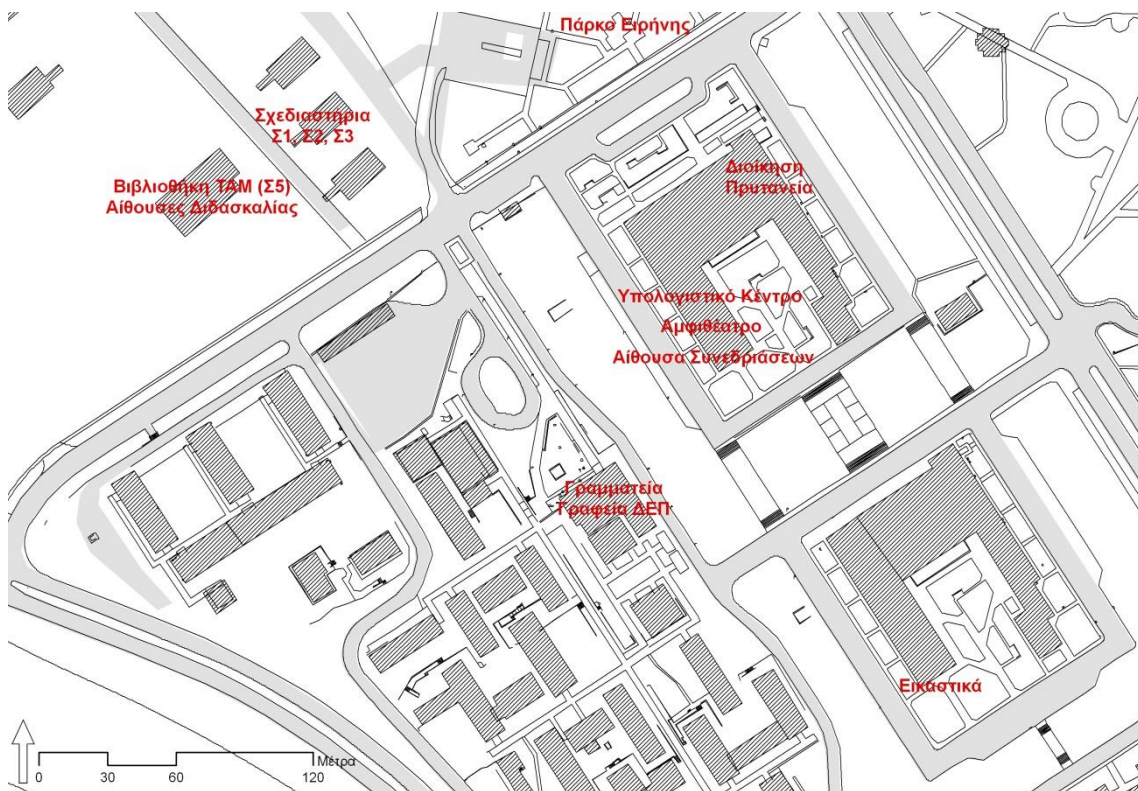 Πάρκο Ειρήνης
Σχεδιαστήρια
Σ1, Σ2, Σ3
Βιβλιοθήκη ΤΑΜ (Σ5)
Αίθουσες Διδασκαλίας
Διοίκηση
Πρυτανεία
Υπολογιστικό Κέντρο
Αμφιθέατρο
Αίθουσα Συνεδριάσεων
Γραμματεία
Γραφεία ΔΕΠ
Εικαστικά
Μέτρα
0 30 60 120